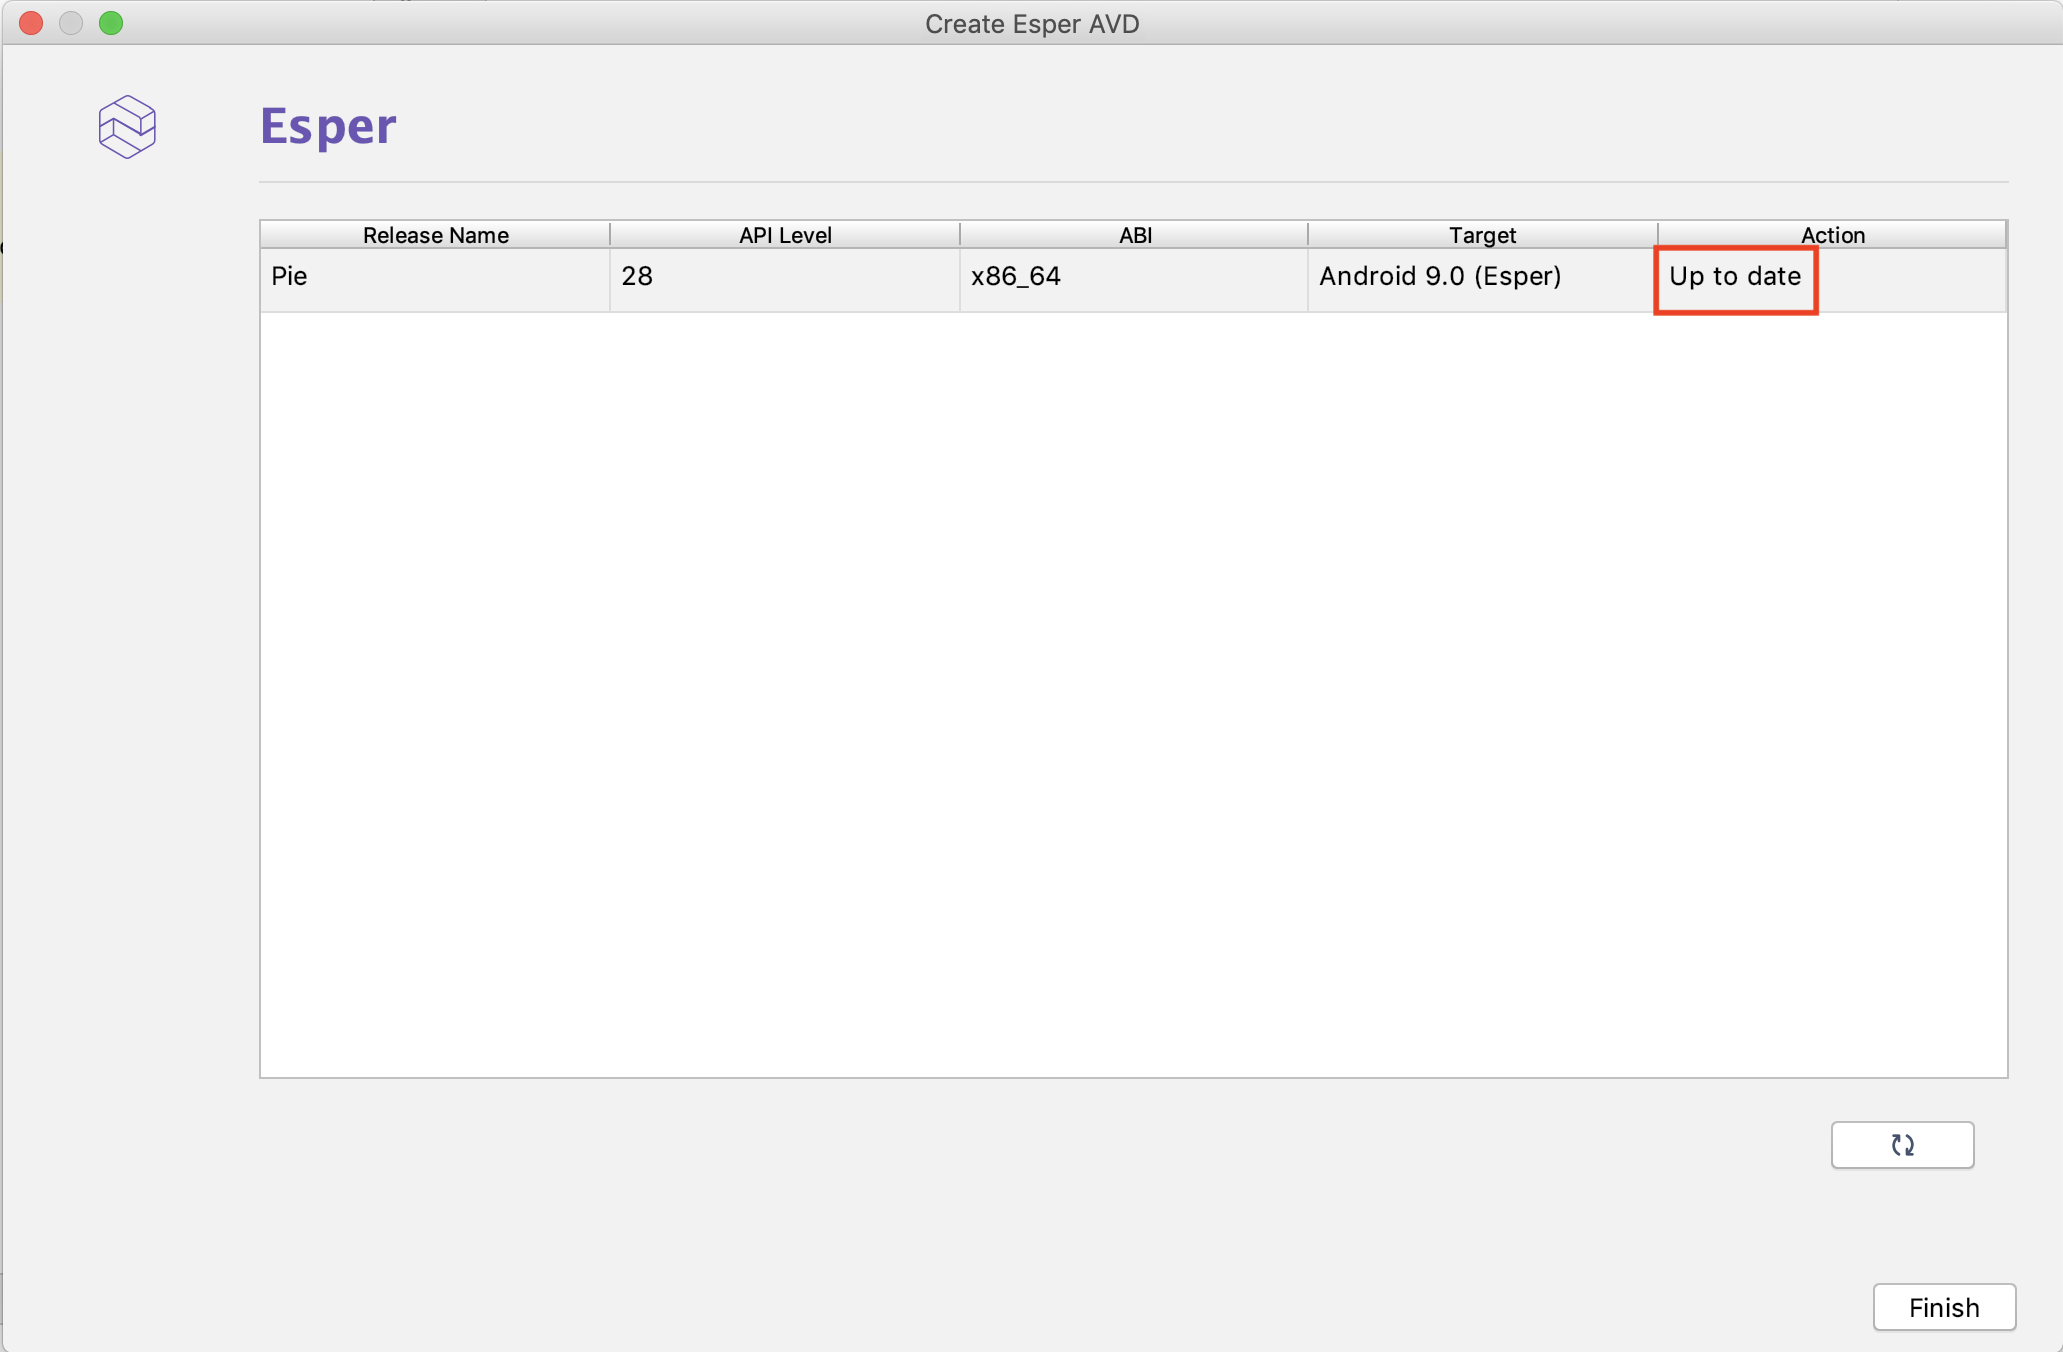 Create Esper AVD
Esper
Release Name API Level ABI Target Action
Pie 28 x86_64 Android 9.0 (Esper) Up to date
Finish